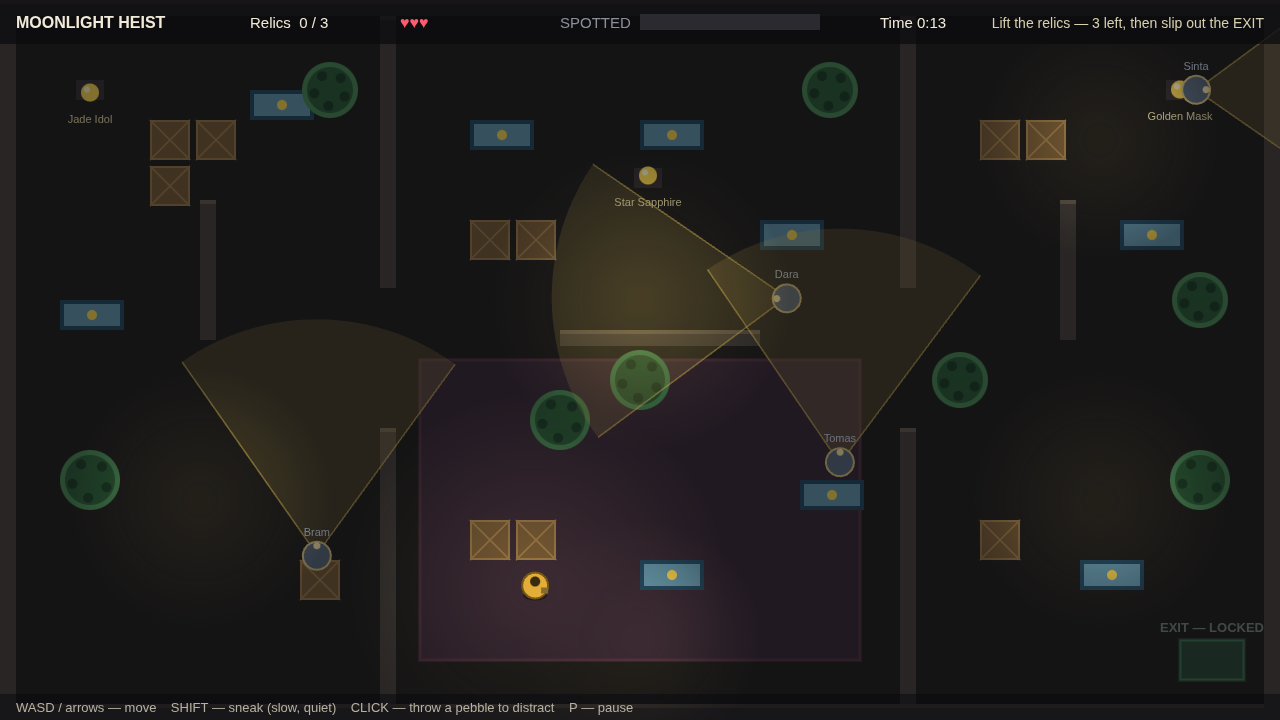 MOONLIGHT HEIST
Relics 0 / 3
♥♥♥
SPOTTED
Time 0:13
Lift the relics — 3 left, then slip out the EXIT
Sinta
Jade Idol
Golden Mask
Star Sapphire
Dara
Tomas
Bram
EXIT — LOCKED
WASD / arrows — move SHIFT — sneak (slow, quiet) CLICK — throw a pebble to distract P — pause